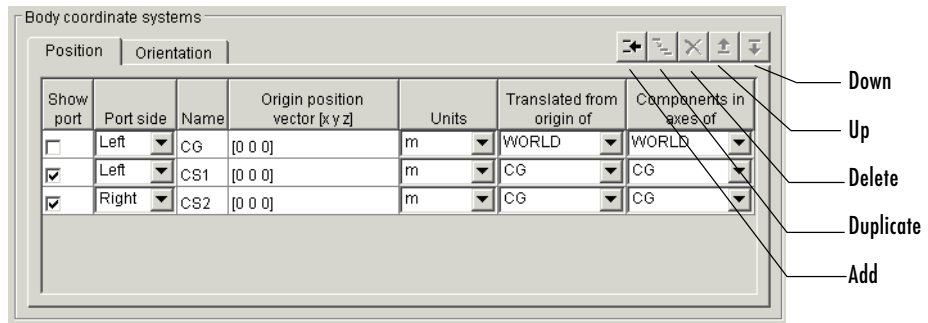 Body coordinate systems
Position Orientation
Show port Port side Name Origin position vector [x y z] Units Translated from origin of Components in axes of
Left CG [0 0 0] m WORLD WORLD
Left CS1 [0 0 0] m CG CG
Right CS2 [0 0 0] m CG CG
Down
Up
Delete
Duplicate
Add